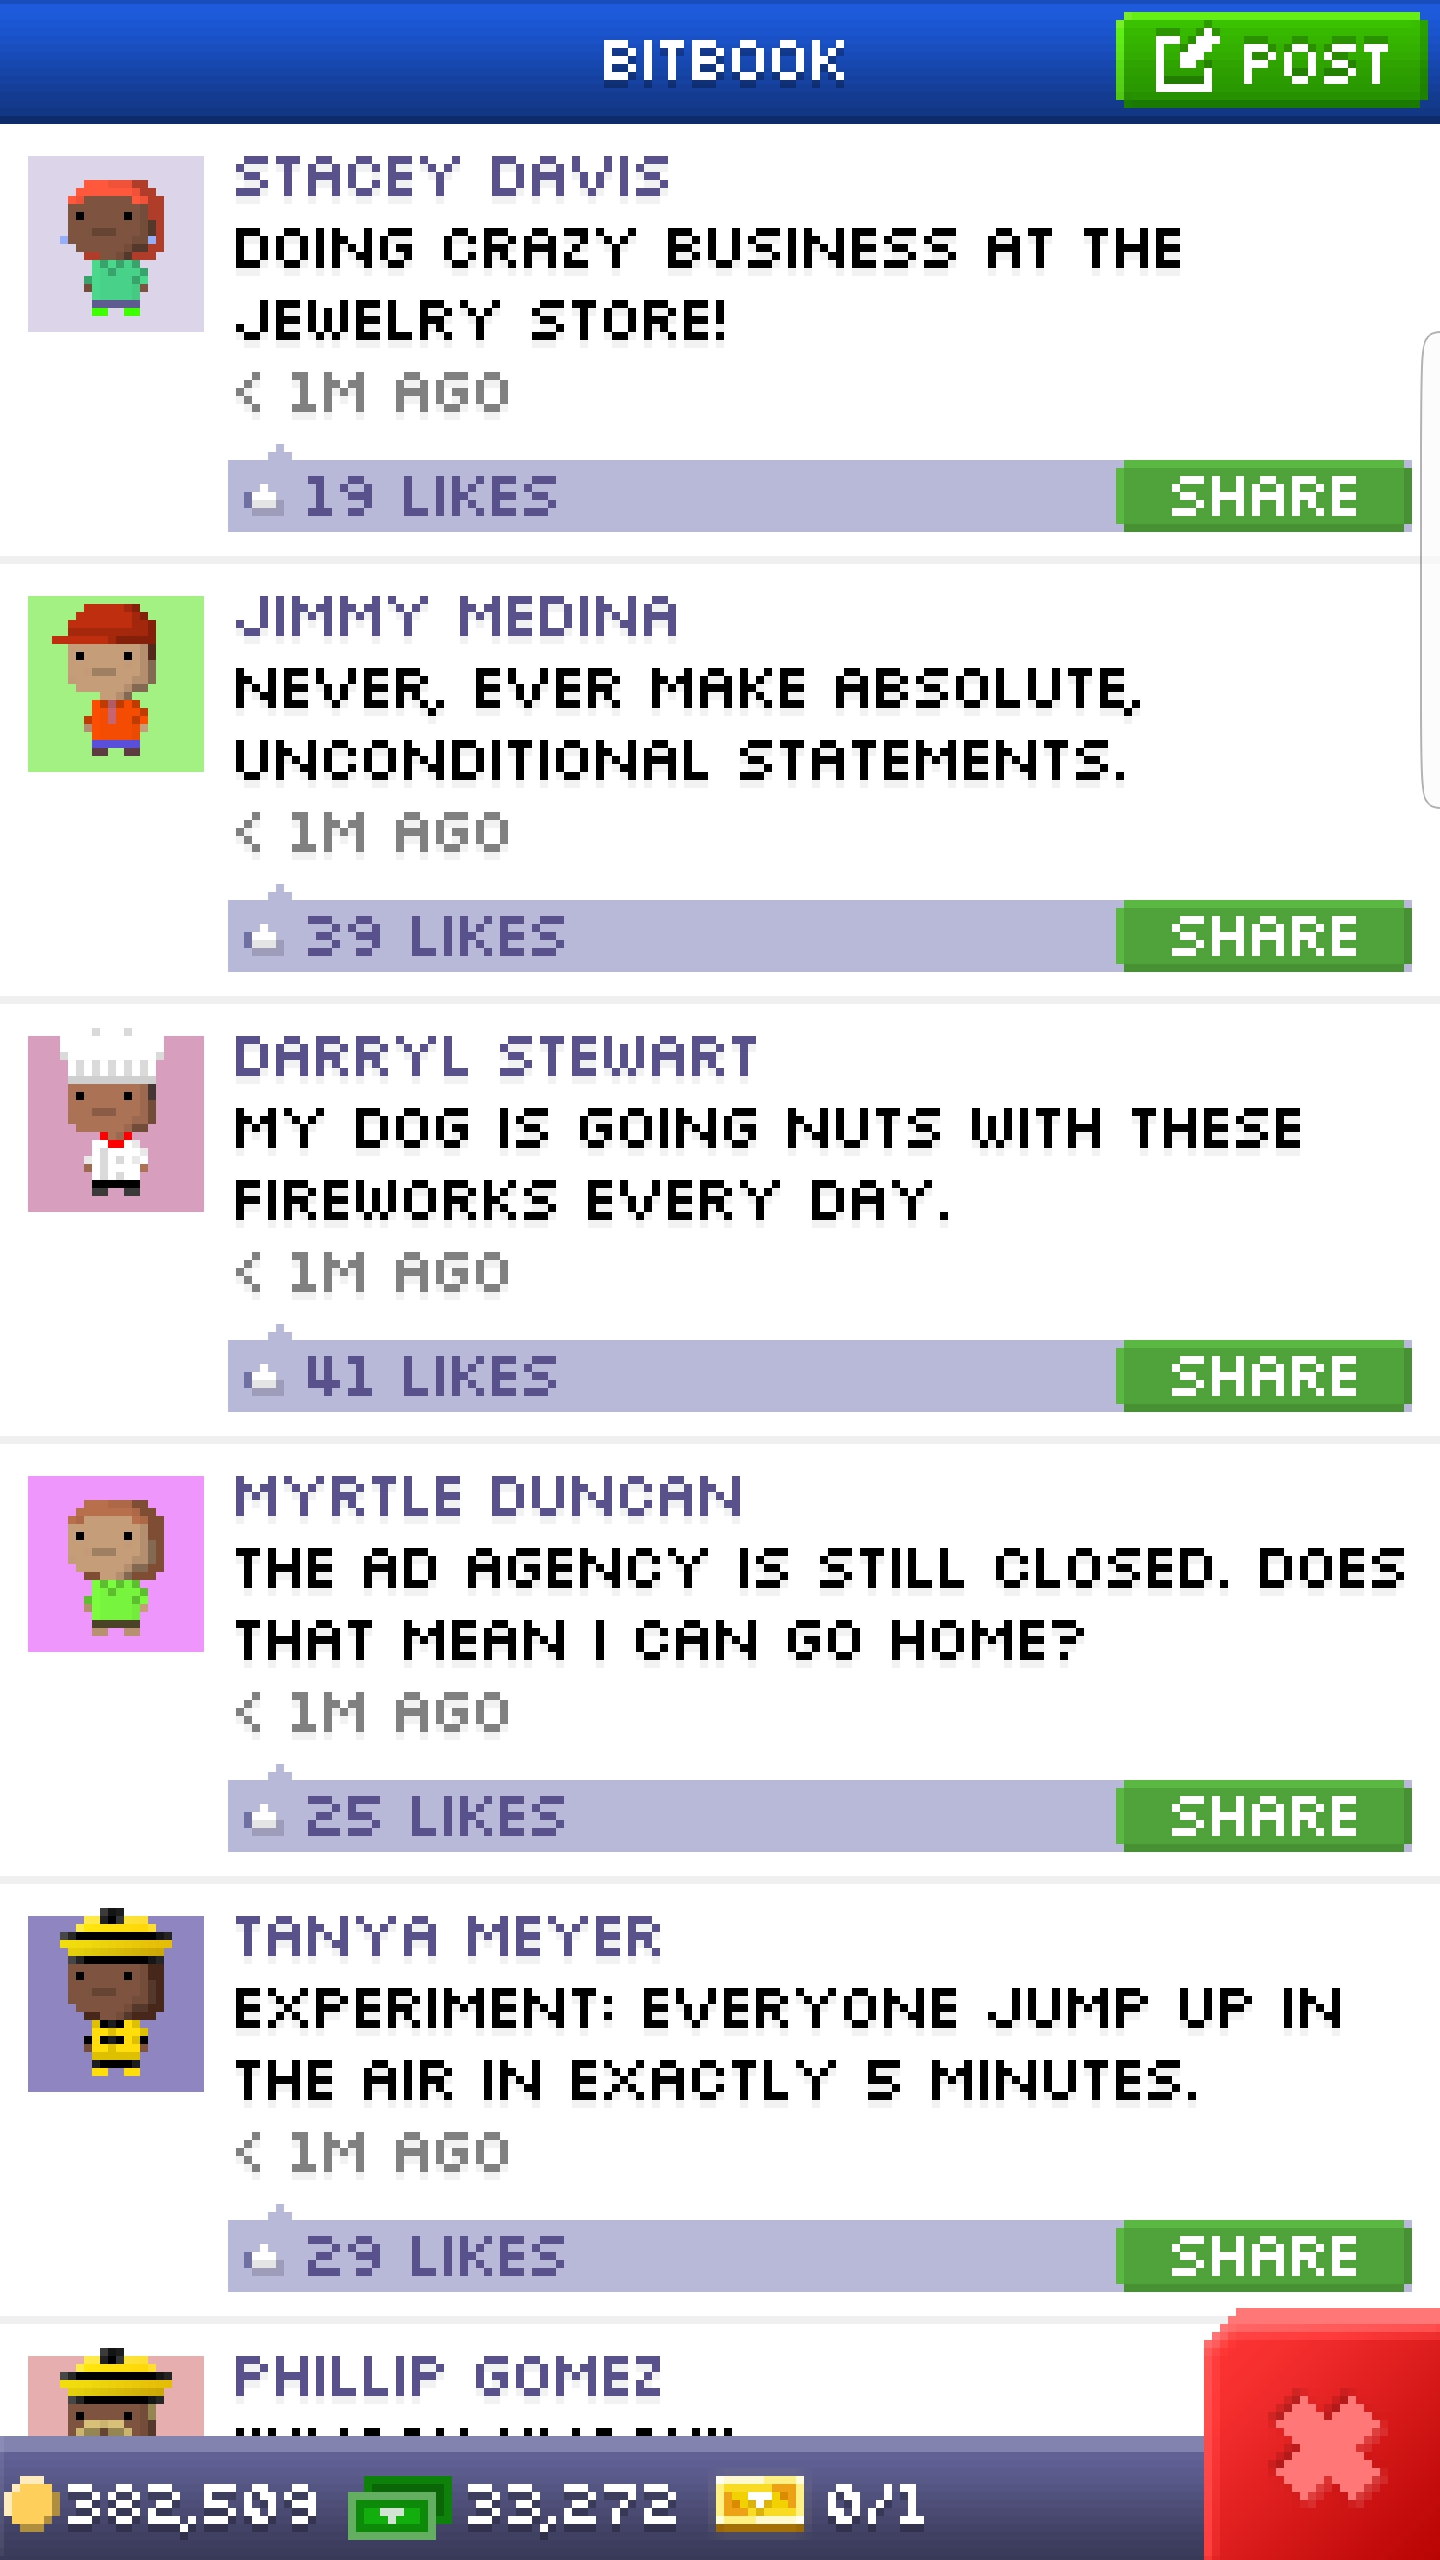 BITBOOK
POST
STACEY DAVIS
DOING CRAZY BUSINESS AT THE
JEWELRY STORE!
< 1M AGO
19 LIKES
SHARE
JIMMY MEDINA
NEVER, EVER MAKE ABSOLUTE,
UNCONDITIONAL STATEMENTS.
< 1M AGO
39 LIKES
SHARE
DARRYL STEWART
MY DOG IS GOING NUTS WITH THESE
FIREWORKS EVERY DAY.
< 1M AGO
41 LIKES
SHARE
MYRTLE DUNCAN
THE AD AGENCY IS STILL CLOSED. DOES
THAT MEAN I CAN GO HOME?
< 1M AGO
25 LIKES
SHARE
TANYA MEYER
EXPERIMENT: EVERYONE JUMP UP IN
THE AIR IN EXACTLY 5 MINUTES.
< 1M AGO
29 LIKES
SHARE
PHILLIP GOMEZ
382,509 33,272 0/1